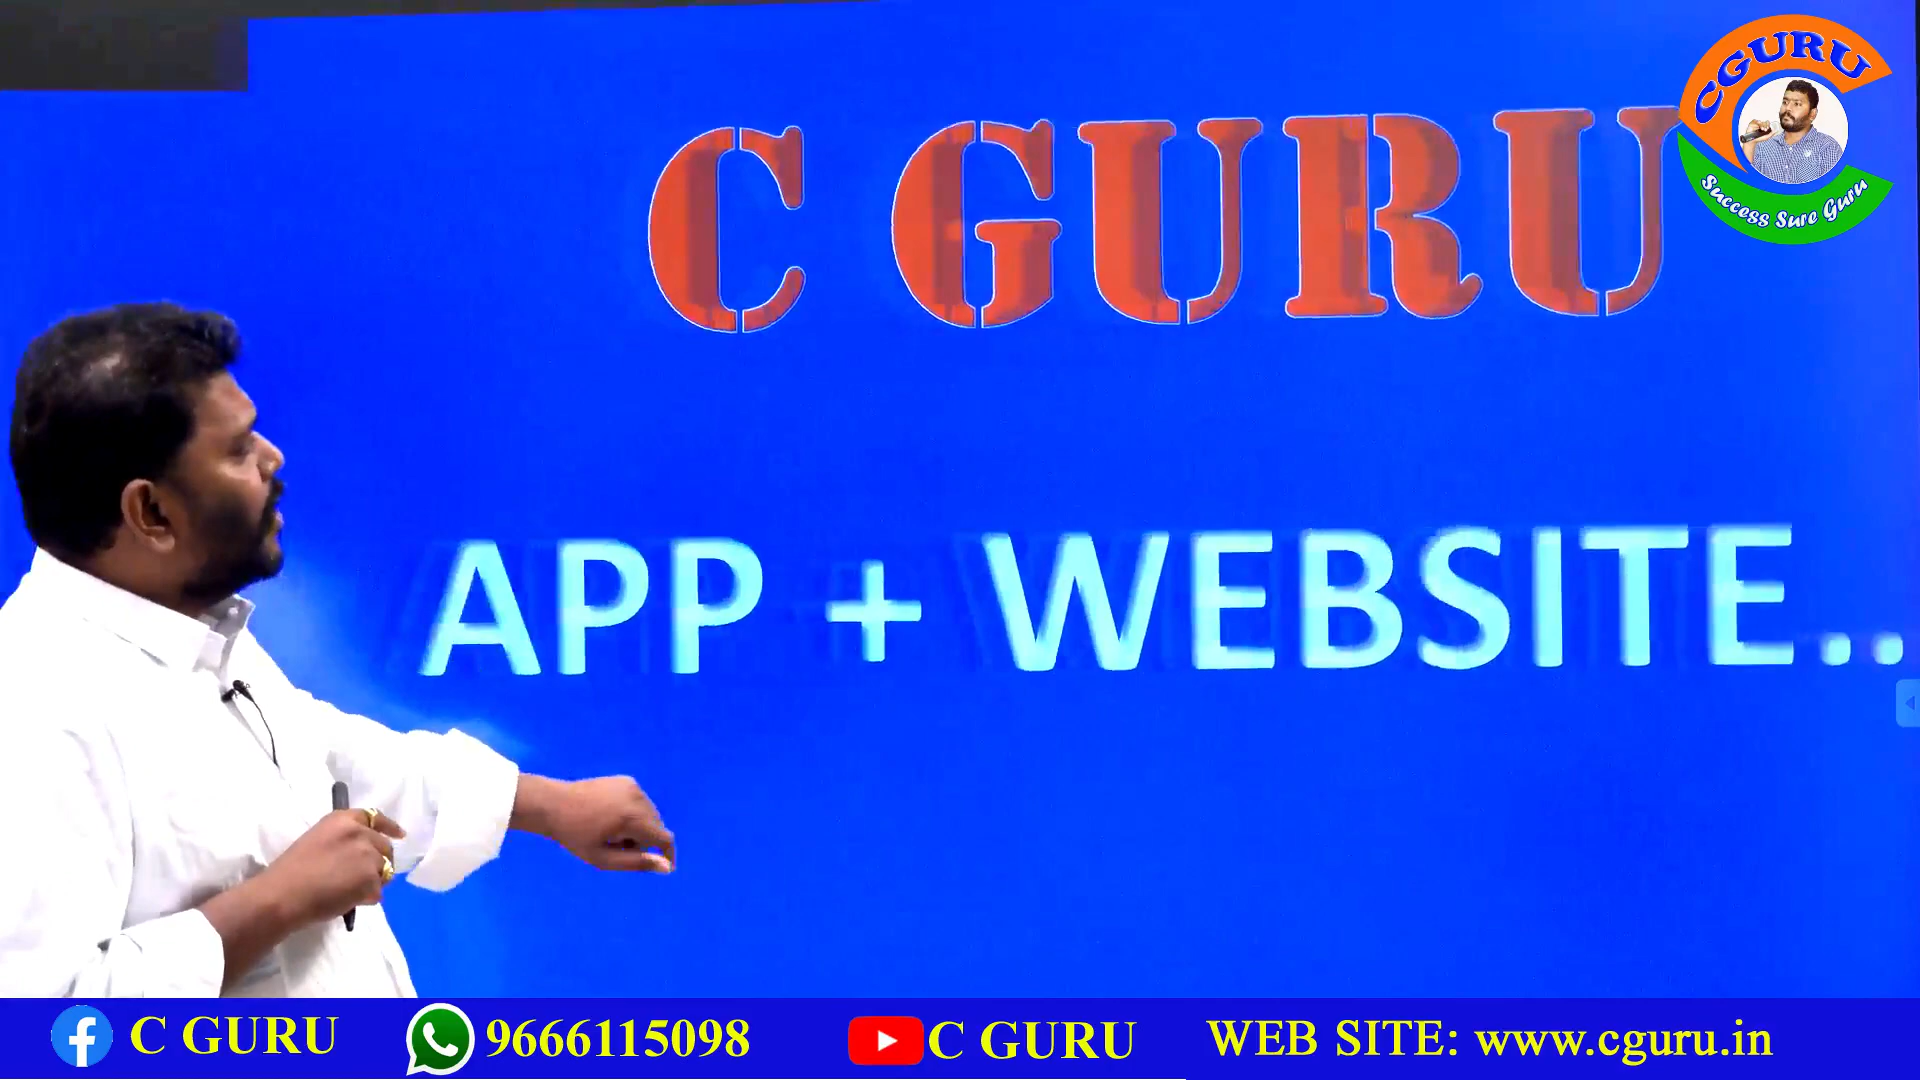 C GURU
CGURU
Success Sure Guru
APP + WEBSITE..
C GURU
9666115098
C GURU
WEB SITE: www.cguru.in